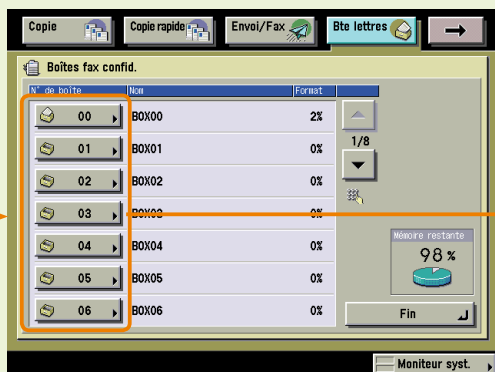 Copie Copie rapide Envoi/Fax Bte lettres
Boîtes fax confid.
N° de boîte Nom Format
00 BOX00 2%
01 BOX01 0%
1/8
02 BOX02 0%
03 BOX03 0%
04 BOX04 0%
Mémoire restante
98 %
05 BOX05 0%
06 BOX06 0%
Fin
Moniteur syst.